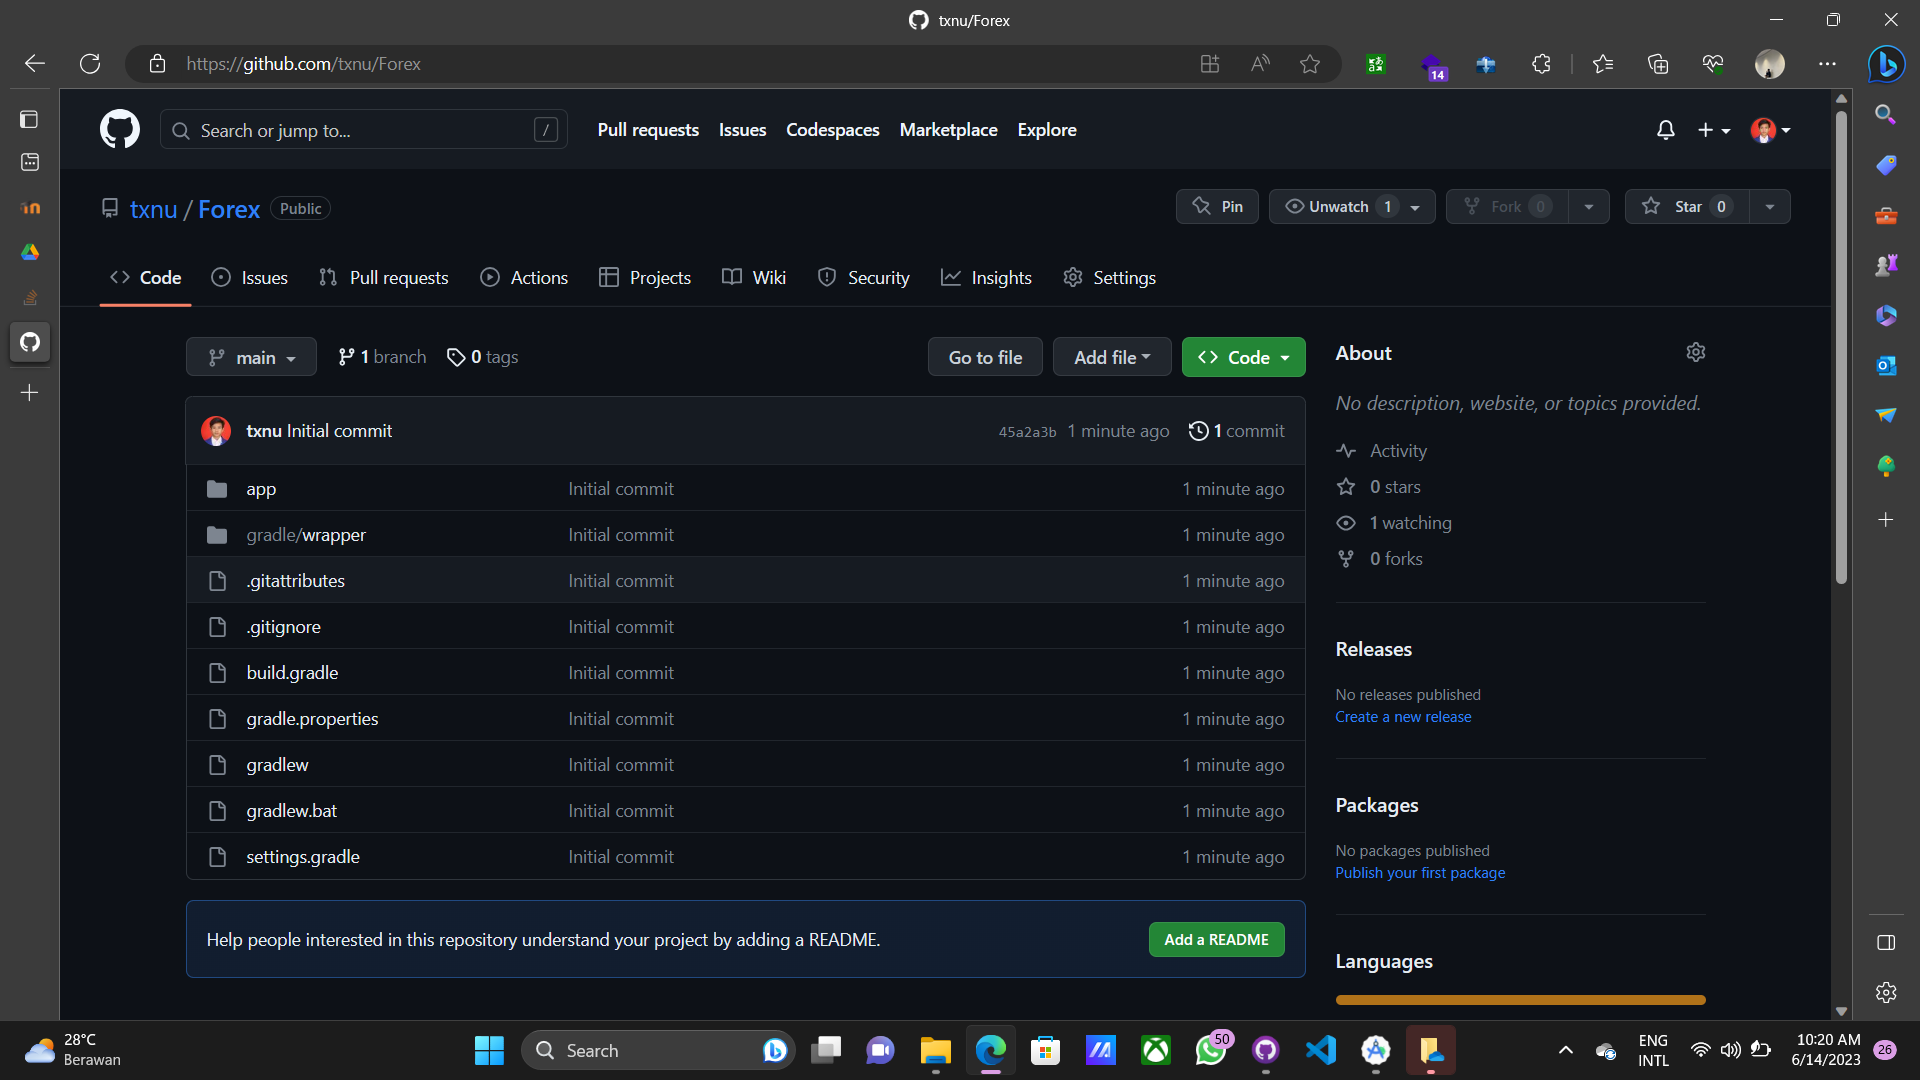 txnu/Forex
https://github.com/txnu/Forex
14
Search or jump to... /
Pull requests Issues Codespaces Marketplace Explore
txnu / Forex Public
Pin Unwatch 1 Fork 0 Star 0
Code Issues Pull requests Actions Projects Wiki Security Insights Settings
main 1 branch 0 tags Go to file Add file Code
txnu Initial commit 45a2a3b 1 minute ago 1 commit
app Initial commit 1 minute ago
gradle/wrapper Initial commit 1 minute ago
.gitattributes Initial commit 1 minute ago
.gitignore Initial commit 1 minute ago
build.gradle Initial commit 1 minute ago
gradle.properties Initial commit 1 minute ago
gradlew Initial commit 1 minute ago
gradlew.bat Initial commit 1 minute ago
settings.gradle Initial commit 1 minute ago
Help people interested in this repository understand your project by adding a README. Add a README
About
No description, website, or topics provided.
Activity
0 stars
1 watching
0 forks
Releases
No releases published
Create a new release
Packages
No packages published
Publish your first package
Languages
28°C
Berawan
Search
50
ENG
INTL
10:20 AM
6/14/2023
26